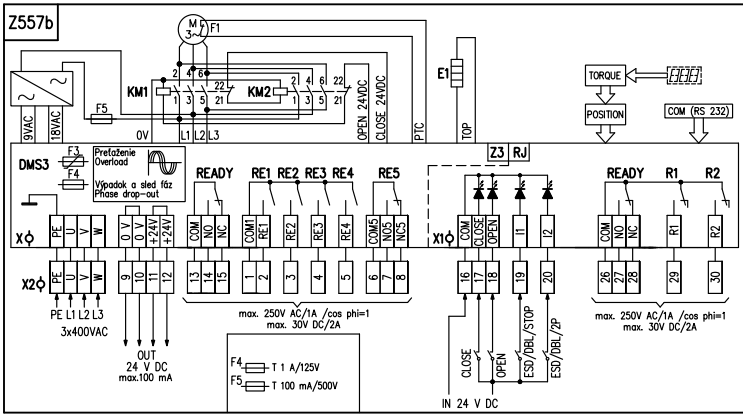 Z557b
M
3~
F1
2 4 6
22
KM1
1 3 5
21
2 4 6
22
KM2
1 3 5
21
E1
TORQUE
POSITION
COM (RS 232)
F5
9VAC
18VAC
0V
L1 L2 L3
OPEN 24VDC
CLOSE 24VDC
PTC
TOP
DMS3
F3
F4
Preťaženie
Overload
Výpadok a sled fáz
Phase drop-out
READY
RE1 RE2 RE3 RE4
RE5
Z3 RJ
READY
R1
R2
X
PE U V W
0 V
0 V
+24V
+24V
COM NO NC
COM1 RE1 RE2 RE3 RE4
COM5 NO5 NC5
X1
COM CLOSE OPEN I1 I2
COM NO NC
R1
R2
X2
PE U V W
9 10 11 12
13 14 15
1 2 3 4 5
6 7 8
16 17 18 19 20
26 27 28 29 30
PE L1 L2 L3
3x400VAC
OUT
24 V DC
max.100 mA
max. 250V AC/1A /cos phi=1
max. 30V DC/2A
F4
T 1 A/125V
F5
T 100 mA/500V
CLOSE
OPEN
ESD/DBL/STOP
ESD/DBL/2P
IN 24 V DC
max. 250V AC/1A /cos phi=1
max. 30V DC/2A